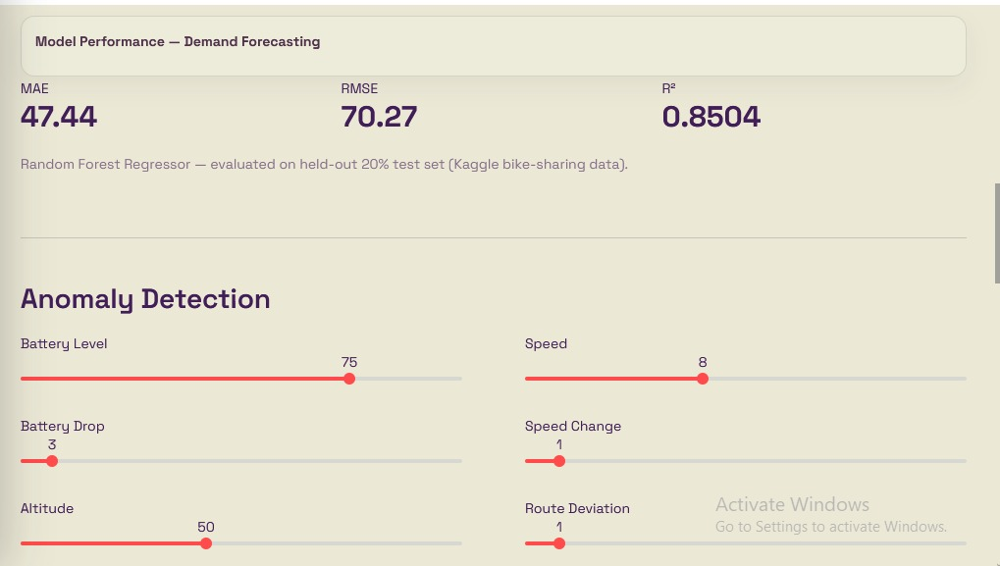 Model Performance — Demand Forecasting
MAE
RMSE
R²
47.44
70.27
0.8504
Random Forest Regressor — evaluated on held-out 20% test set (Kaggle bike-sharing data).
Anomaly Detection
Battery Level
Speed
75
8
Battery Drop
Speed Change
3
1
Altitude
Route Deviation
50
1
Activate Windows
Go to Settings to activate Windows.